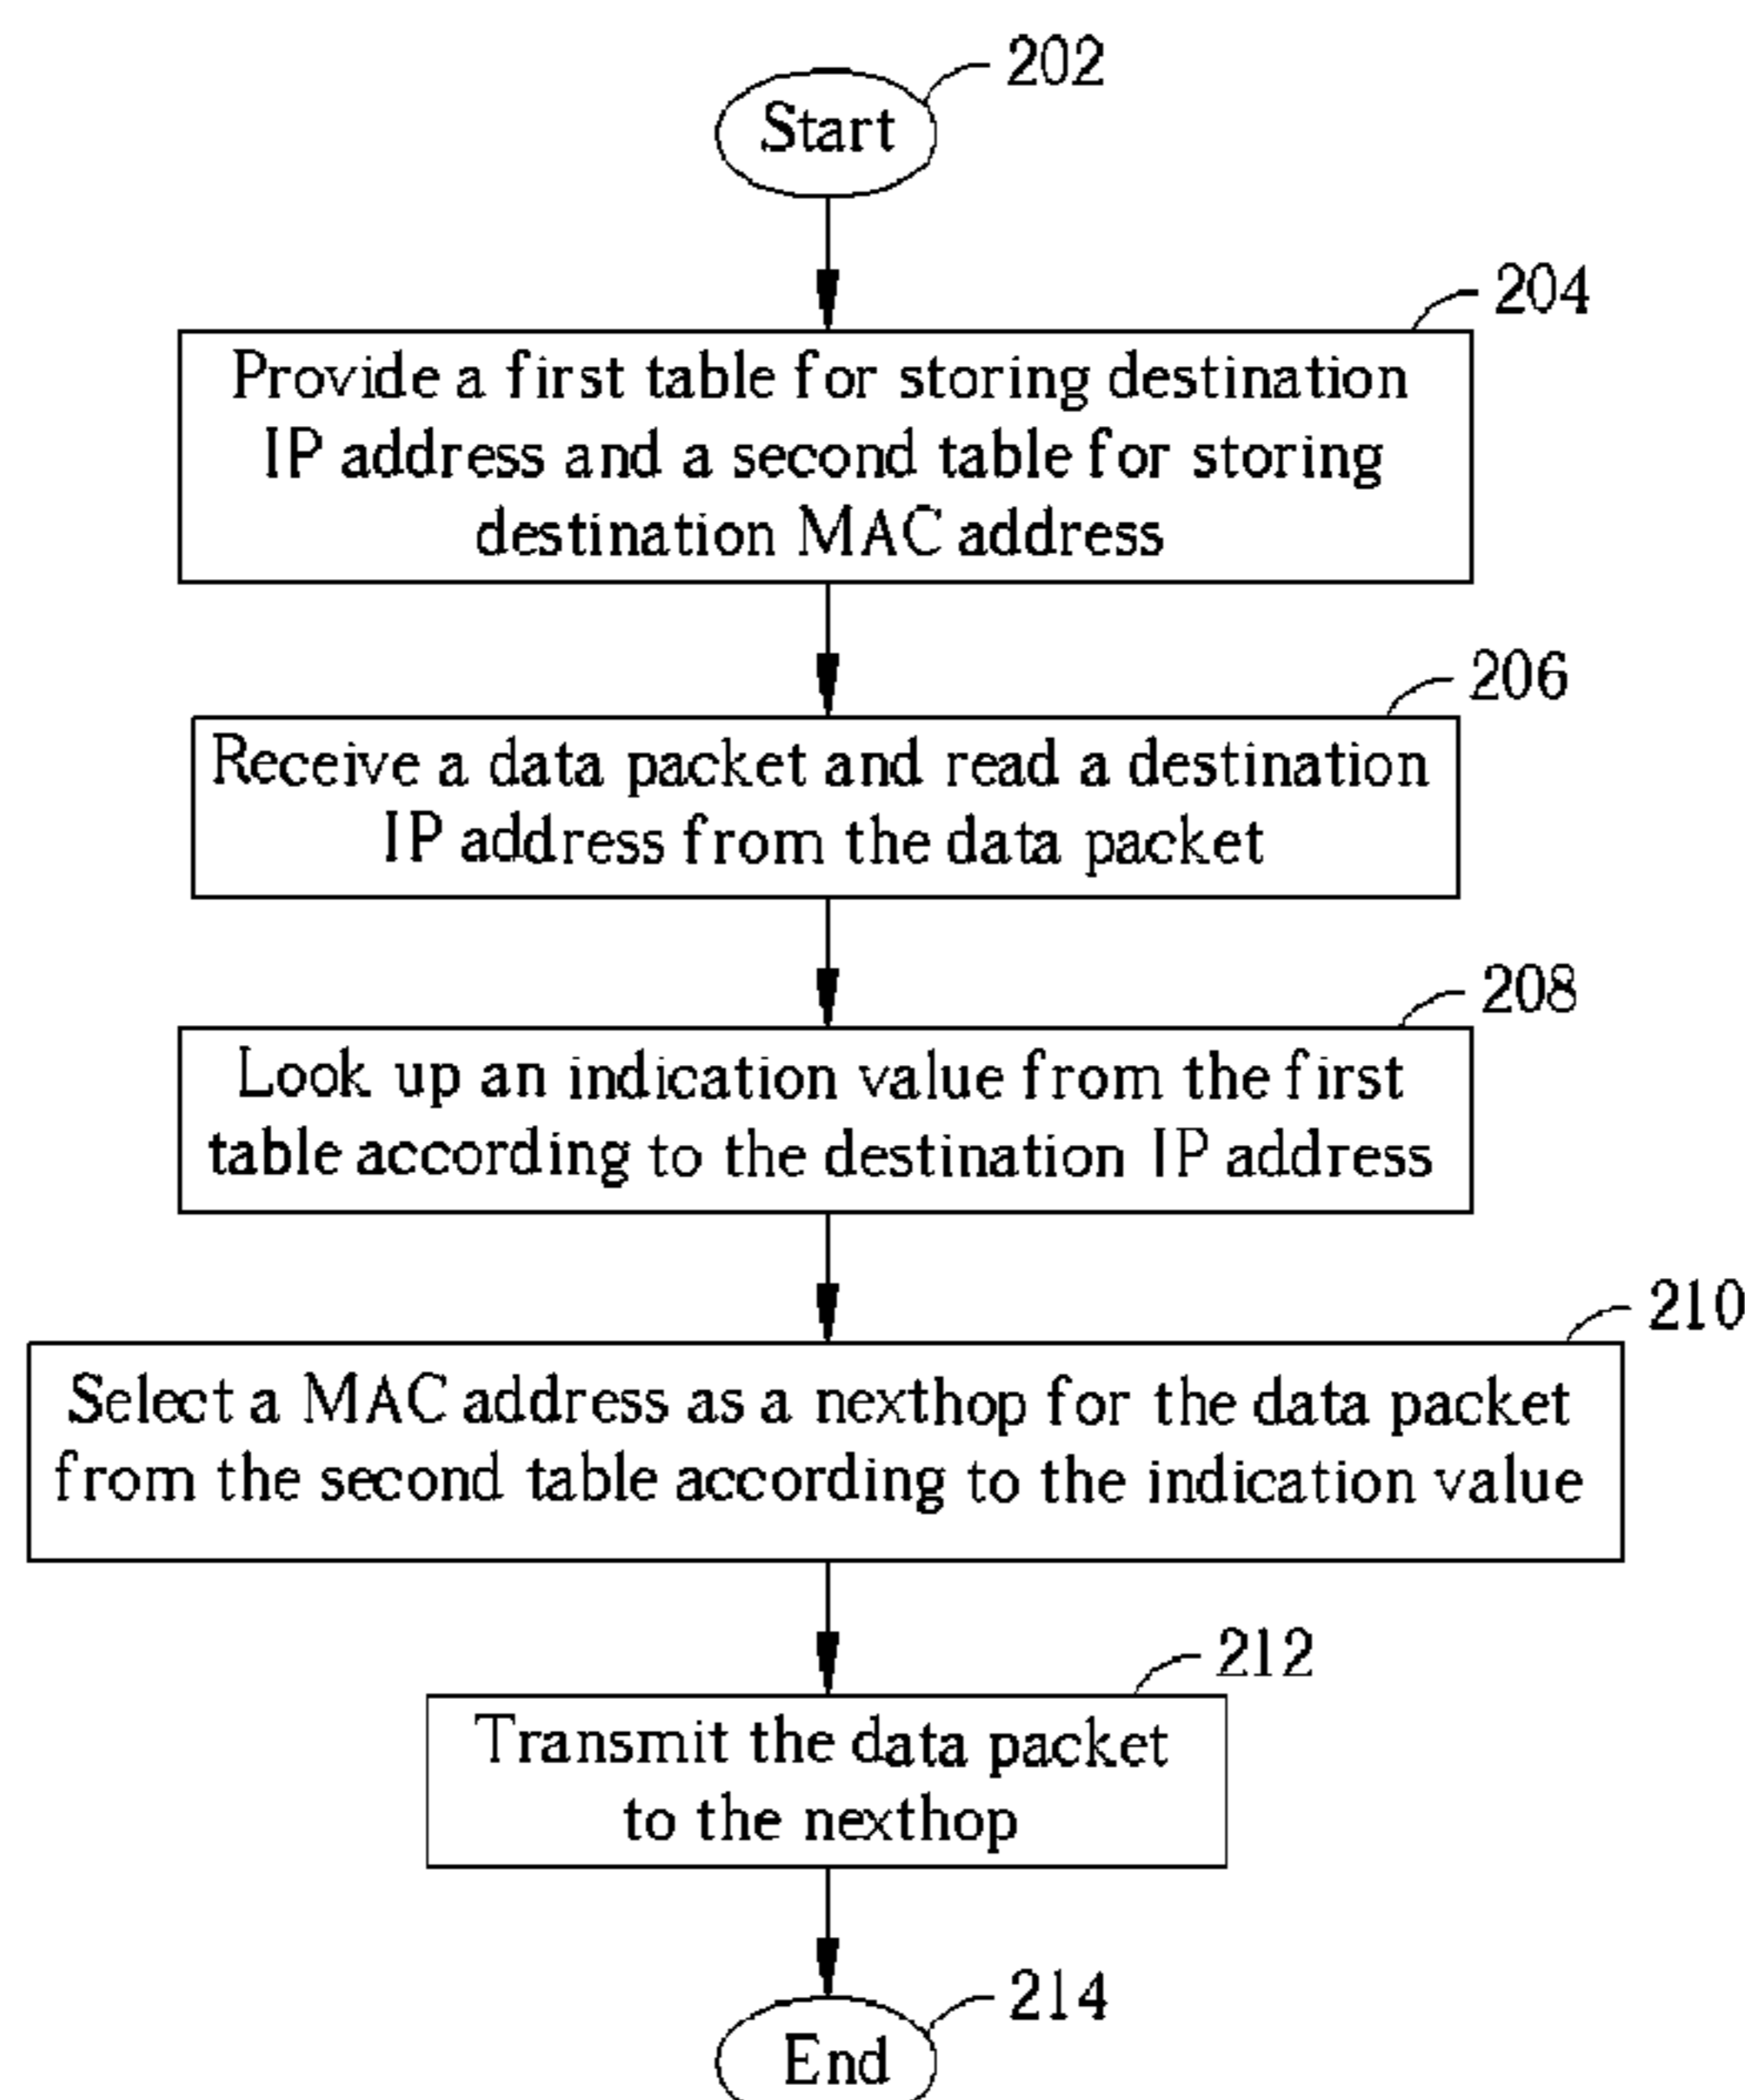 202
Start
204
Provide a first table for storing destination
IP address and a second table for storing
destination MAC address
206
Receive a data packet and read a destination
IP address from the data packet
208
Look up an indication value from the first
table according to the destination IP address
210
Select a MAC address as a nexthop for the data packet
from the second table according to the indication value
212
Transmit the data packet
to the nexthop
214
End